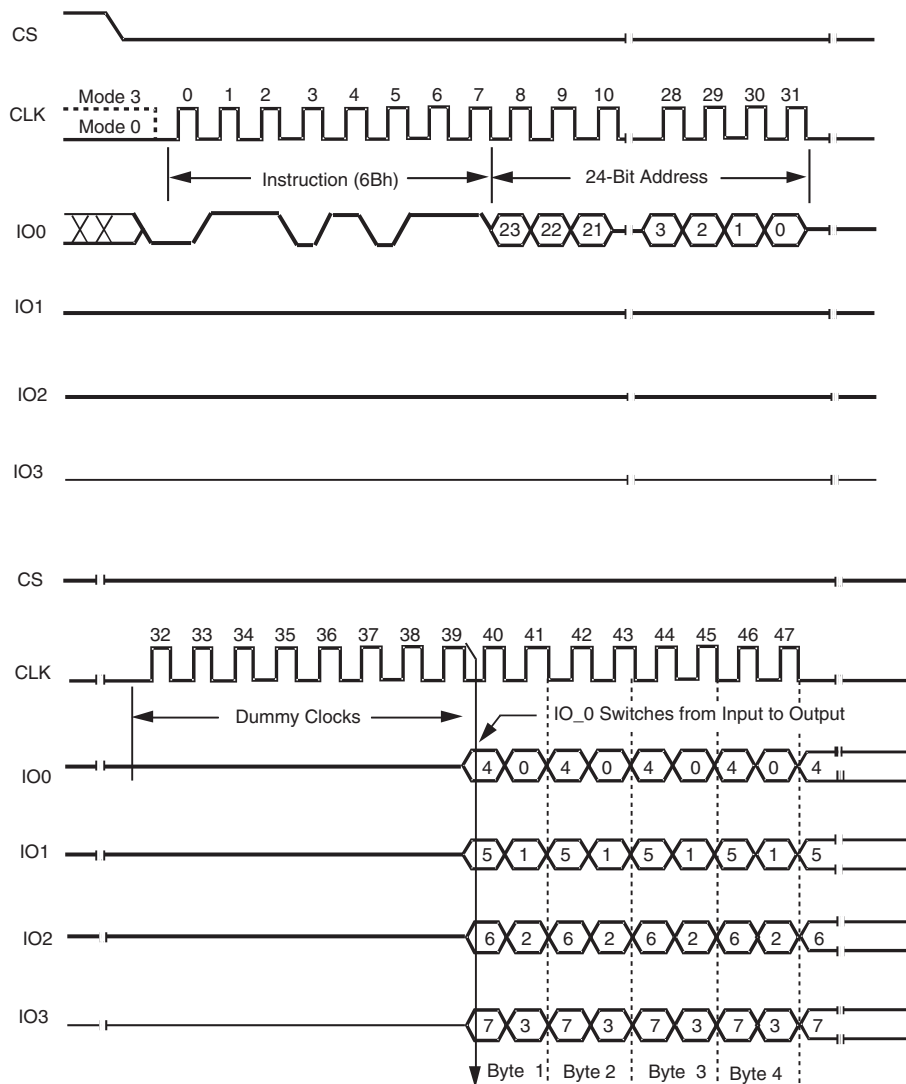 CS
Mode 3
CLK
Mode 0
0 1 2 3 4 5 6 7 8 9 10 28 29 30 31
Instruction (6Bh)
24-Bit Address
IO0
23 22 21 3 2 1 0
IO1
IO2
IO3
CS
32 33 34 35 36 37 38 39 40 41 42 43 44 45 46 47
CLK
Dummy Clocks
IO_0 Switches from Input to Output
IO0
4 0 4 0 4 0 4 0 4
IO1
5 1 5 1 5 1 5 1 5
IO2
6 2 6 2 6 2 6 2 6
IO3
7 3 7 3 7 3 7 3 7
Byte 1 Byte 2 Byte 3 Byte 4